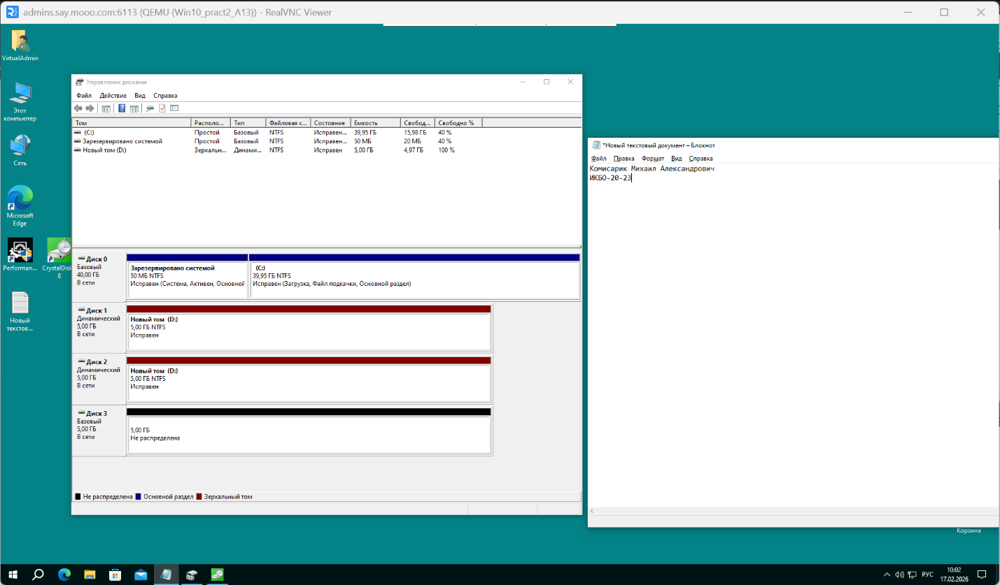 admins.say.mooo.com:6113 (QEMU (Win10_pract2_A13)) - RealVNC Viewer
VirtualAdmin
Этот
компьютер
Сеть
Microsoft
Edge
Performan...
CrystalDisk
8
Новый
текстов...
Управление дисками
Файл Действие Вид Справка
Том Располо... Тип Файловая с... Состояние Емкость Свобод... Свободно %
(C:) Простой Базовый NTFS Исправен... 39,95 ГБ 15,98 ГБ 40 %
Зарезервировано системой Простой Базовый NTFS Исправен... 50 МБ 20 МБ 40 %
Новый том (D:) Зеркальн... Динами... NTFS Исправен 5,00 ГБ 4,97 ГБ 100 %
Диск 0
Базовый
40,00 ГБ
В сети
Зарезервировано системой
50 МБ NTFS
Исправен (Система, Активен, Основной
(C:)
39,95 ГБ NTFS
Исправен (Загрузка, Файл подкачки, Основной раздел)
Диск 1
Динамический
5,00 ГБ
В сети
Новый том (D:)
5,00 ГБ NTFS
Исправен
Диск 2
Динамический
5,00 ГБ
В сети
Новый том (D:)
5,00 ГБ NTFS
Исправен
Диск 3
Базовый
5,00 ГБ
В сети
5,00 ГБ
Не распределена
Не распределена Основной раздел Зеркальный том
*Новый текстовый документ – Блокнот
Файл Правка Формат Вид Справка
Комисарик Михаил Александрович
ИКБО-20-23
Корзина
РУС
10:02
17.02.2026